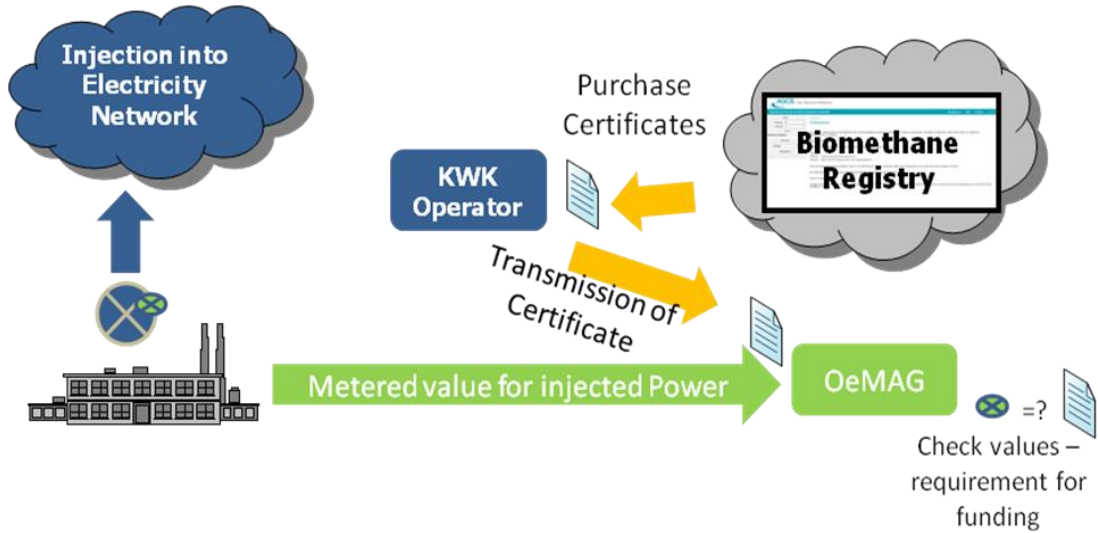 Injection into
Electricity
Network
Purchase
Certificates
KWK
Operator
Biomethane
Registry
Transmission of
Certificate
Metered value for injected Power
OeMAG
=?
Check values –
requirement for
funding